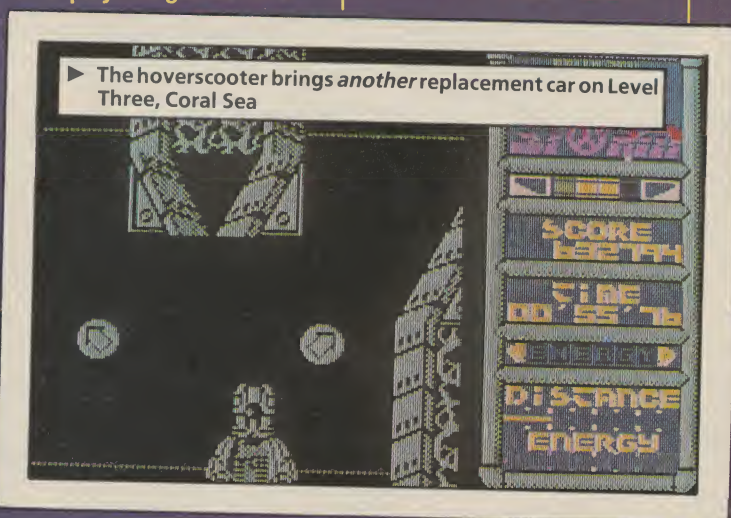 ▶ The hoverscooter brings another replacement car on Level
Three, Coral Sea
SCORE
632794
TIME
00'55'76
ENERGY
DISTANCE
ENERGY